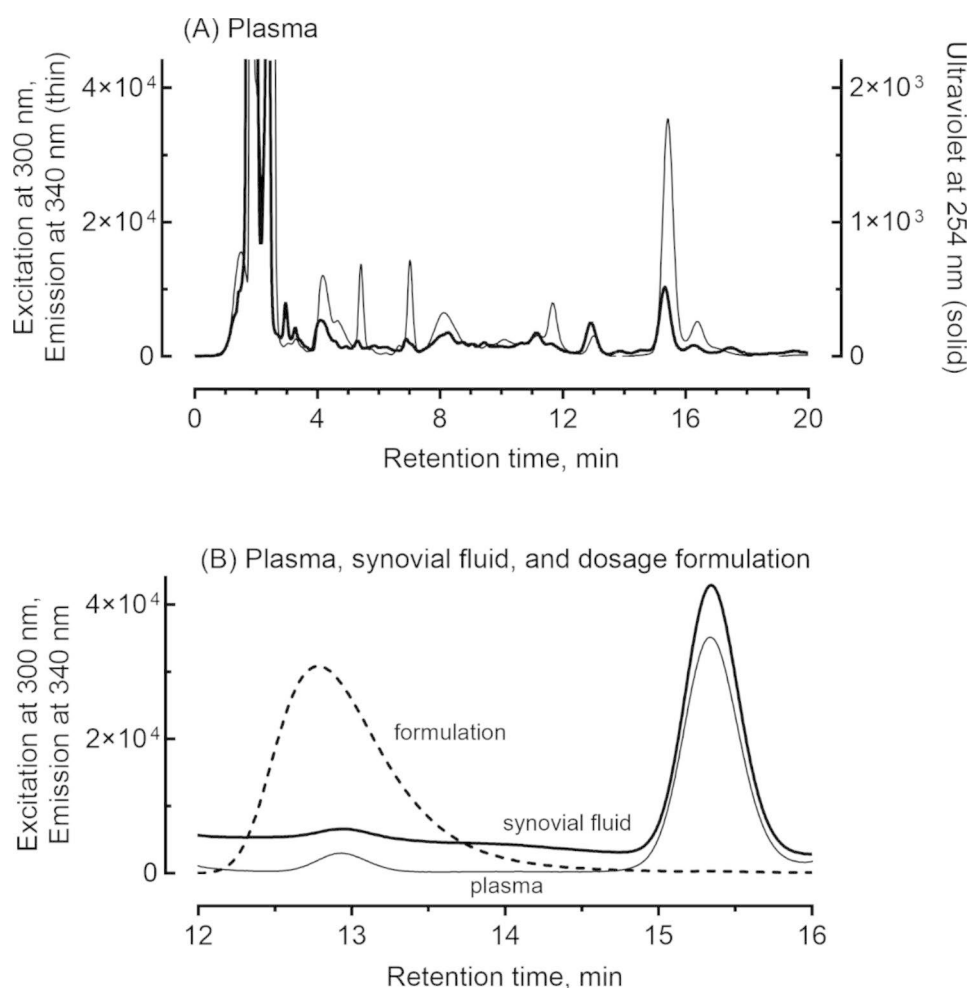 (A) Plasma
Excitation at 300 nm,
Emission at 340 nm (thin)
4×10⁴
2×10⁴
0
2×10³
1×10³
0
Ultraviolet at 254 nm (solid)
0 4 8 12 16 20
Retention time, min
(B) Plasma, synovial fluid, and dosage formulation
Excitation at 300 nm,
Emission at 340 nm
4×10⁴
2×10⁴
0
formulation
synovial fluid
plasma
12 13 14 15 16
Retention time, min